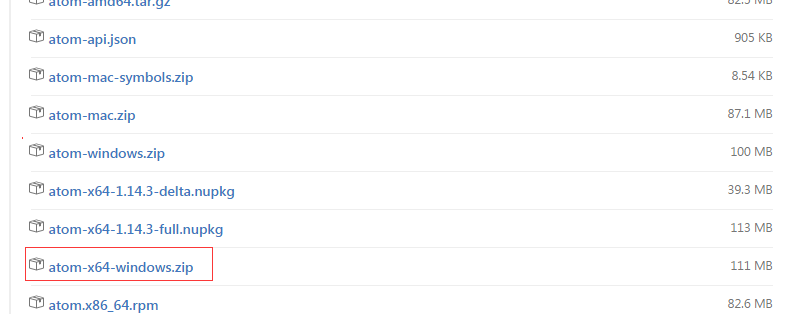 atom-amd64.tar.gz 82.5 MB
atom-api.json 905 KB
atom-mac-symbols.zip 8.54 KB
atom-mac.zip 87.1 MB
atom-windows.zip 100 MB
atom-x64-1.14.3-delta.nupkg 39.3 MB
atom-x64-1.14.3-full.nupkg 113 MB
atom-x64-windows.zip 111 MB
atom.x86_64.rpm 82.6 MB